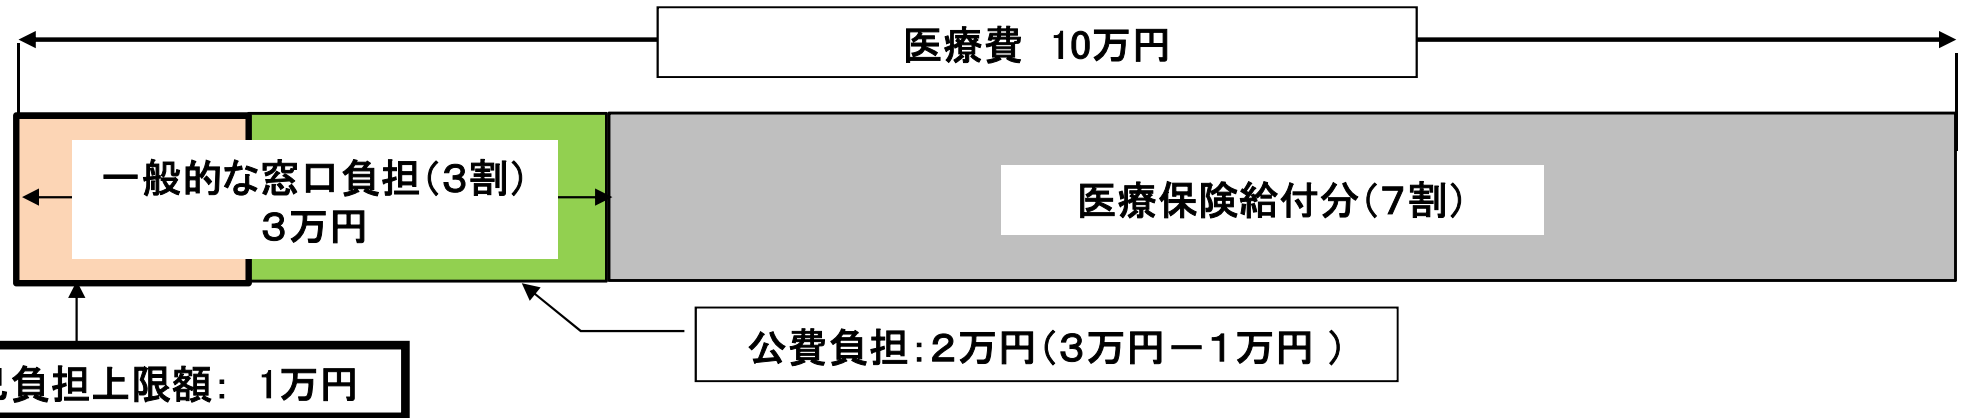 医療費　10万円
一般的な窓口負担（３割）
３万円
医療保険給付分（７割）
公費負担：２万円（３万円－１万円 ）
負担上限額： 1万円